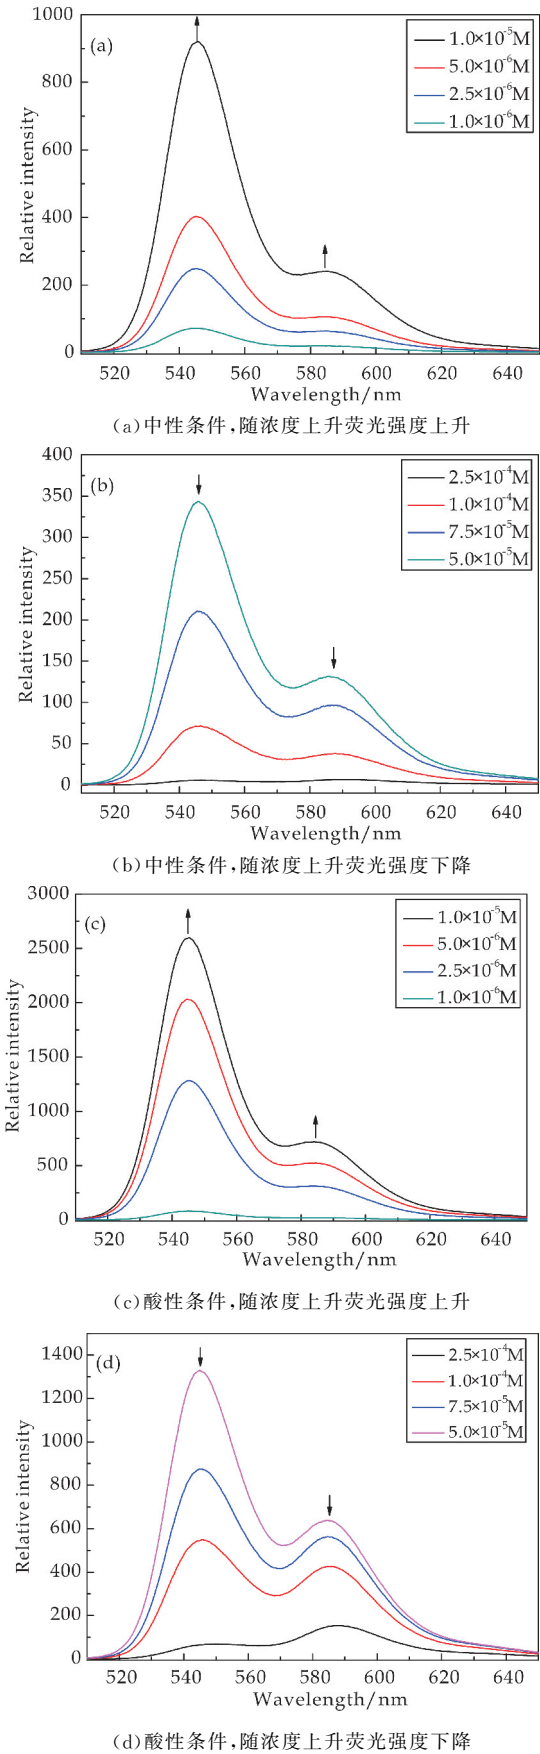 (a)
1.0×10⁻⁵M
5.0×10⁻⁶M
2.5×10⁻⁶M
1.0×10⁻⁶M
1000
800
600
400
200
0
Relative intensity
520 540 560 580 600 620 640
Wavelength/nm
(a)中性条件,随浓度上升荧光强度上升
(b)
2.5×10⁻⁴M
1.0×10⁻⁴M
7.5×10⁻⁵M
5.0×10⁻⁵M
400
350
300
250
200
150
100
50
0
Relative intensity
520 540 560 580 600 620 640
Wavelength/nm
(b)中性条件,随浓度上升荧光强度下降
(c)
1.0×10⁻⁵M
5.0×10⁻⁶M
2.5×10⁻⁶M
1.0×10⁻⁶M
3000
2500
2000
1500
1000
500
0
Relative intensity
520 540 560 580 600 620 640
Wavelength/nm
(c)酸性条件,随浓度上升荧光强度上升
(d)
2.5×10⁻⁴M
1.0×10⁻⁴M
7.5×10⁻⁵M
5.0×10⁻⁵M
1400
1200
1000
800
600
400
200
0
Relative intensity
520 540 560 580 600 620 640
Wavelength/nm
(d)酸性条件,随浓度上升荧光强度下降